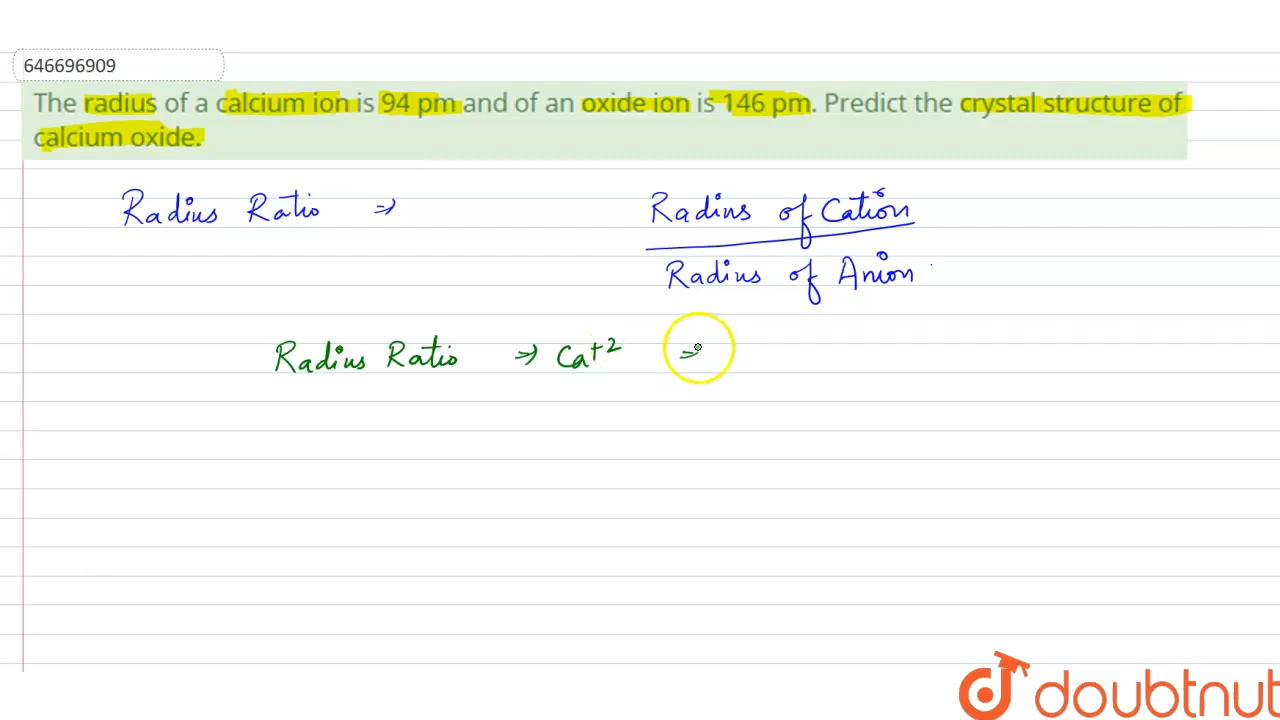 646696909
The radius of a calcium ion is 94 pm and of an oxide ion is 146 pm. Predict the crystal structure of
calcium oxide.
Radius Ratio ⇒ Radius of Cation
Radius of Anion
Radius Ratio ⇒ Ca+2 ⇒
doubtnut